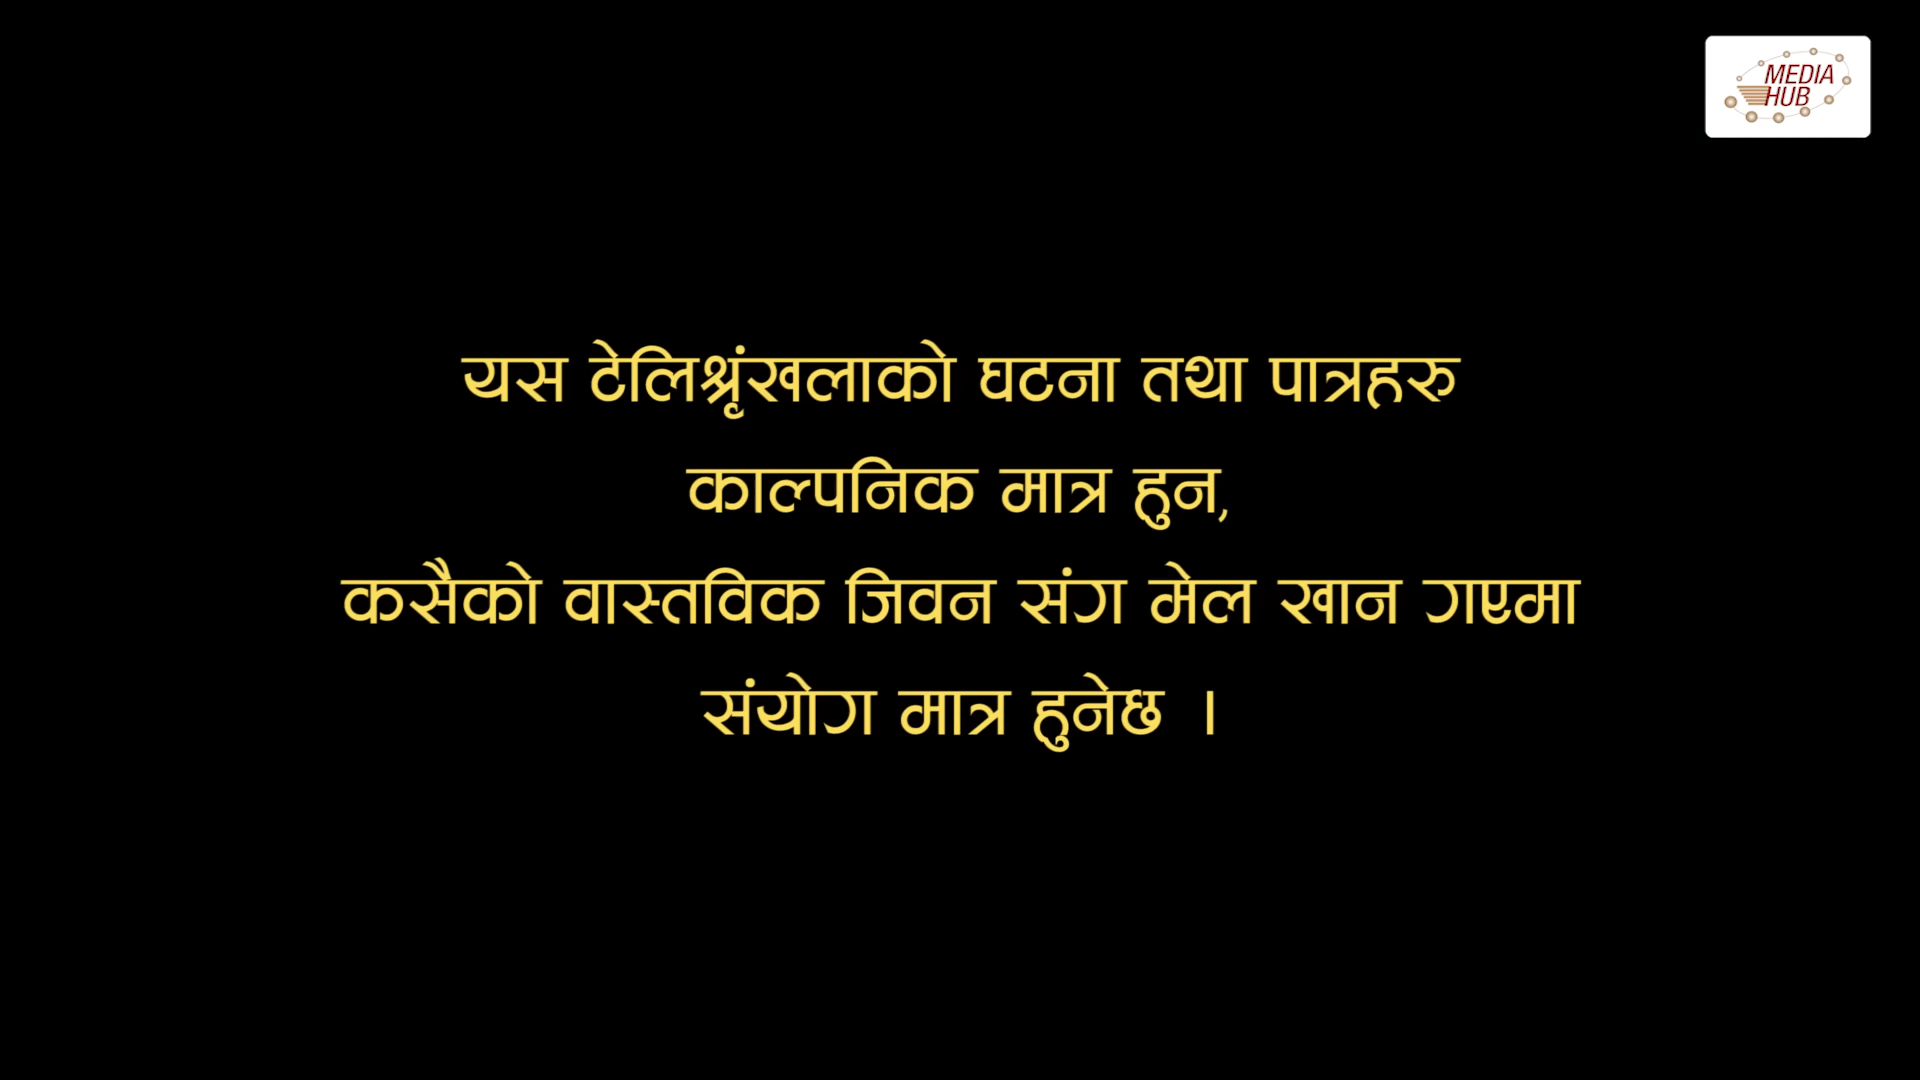 MEDIA
HUB
यस टेलिश्रृंखलाको घटना तथा पात्रहरु
काल्पनिक मात्र हुन,
कसैको वास्तविक जिवन संग मेल खान गएमा
संयोग मात्र हुनेछ ।